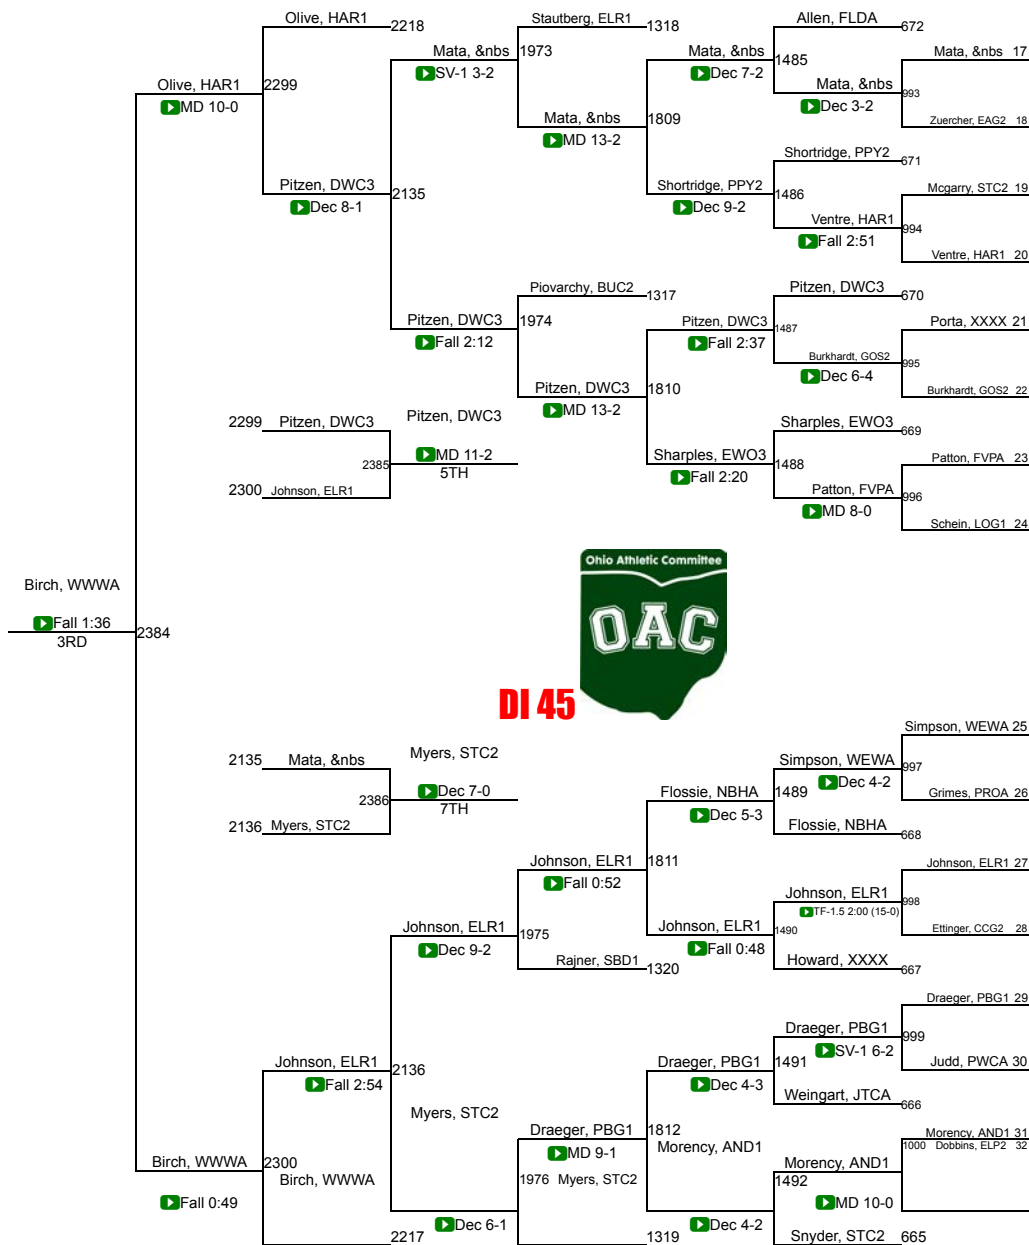 Olive, HAR1
2218
Stautberg, ELR1
1318
Allen, FLDA
672
Mata, &nbs
SV-1 3-2
1973
Mata, &nbs
Dec 7-2
1485
Mata, &nbs 17
Olive, HAR1
MD 10-0
2299
Mata, &nbs
Dec 3-2
993
Mata, &nbs
MD 13-2
1809
Zuercher, EAG2 18
Shortridge, PPY2
671
Pitzen, DWC3
Dec 8-1
2135
Shortridge, PPY2
Dec 9-2
1486
Mcgarry, STC2 19
Ventre, HAR1
Fall 2:51
994
Ventre, HAR1 20
Piovarchy, BUC2
1317
Pitzen, DWC3
670
Pitzen, DWC3
Fall 2:12
1974
Pitzen, DWC3
Fall 2:37
1487
Porta, XXXX 21
Burkhardt, GOS2
Dec 6-4
995
Pitzen, DWC3
MD 13-2
1810
Burkhardt, GOS2 22
2299
Pitzen, DWC3
Pitzen, DWC3
Sharples, EWO3
669
2385
MD 11-2
5TH
Sharples, EWO3
Fall 2:20
1488
Patton, FVPA 23
2300
Johnson, ELR1
Patton, FVPA
MD 8-0
996
Schein, LOG1 24
Ohio Athletic Committee
OAC
Birch, WWWA
Fall 1:36
3RD
2384
DI 45
Simpson, WEWA 25
2135
Mata, &nbs
Myers, STC2
Simpson, WEWA
Dec 4-2
997
2386
Dec 7-0
7TH
Flossie, NBHA
Dec 5-3
1489
Grimes, PROA 26
2136
Myers, STC2
Flossie, NBHA
668
Johnson, ELR1
Fall 0:52
1811
Johnson, ELR1 27
Johnson, ELR1
TF-1.5 2:00 (15-0)
998
Johnson, ELR1
Dec 9-2
1975
Johnson, ELR1
Fall 0:48
1490
Ettinger, CCG2 28
Rajner, SBD1
1320
Howard, XXXX
667
Draeger, PBG1 29
Draeger, PBG1
SV-1 6-2
999
Johnson, ELR1
Fall 2:54
2136
Draeger, PBG1
Dec 4-3
1491
Judd, PWCA 30
Weingart, JTCA
666
Myers, STC2
Draeger, PBG1
MD 9-1
1812
Morency, AND1
Morency, AND1 31
1000
Dobbins, ELP2 32
Birch, WWWA
Fall 0:49
2300
Birch, WWWA
1976
Myers, STC2
Morency, AND1
MD 10-0
1492
Dec 6-1
Dec 4-2
2217
1319
Snyder, STC2
665